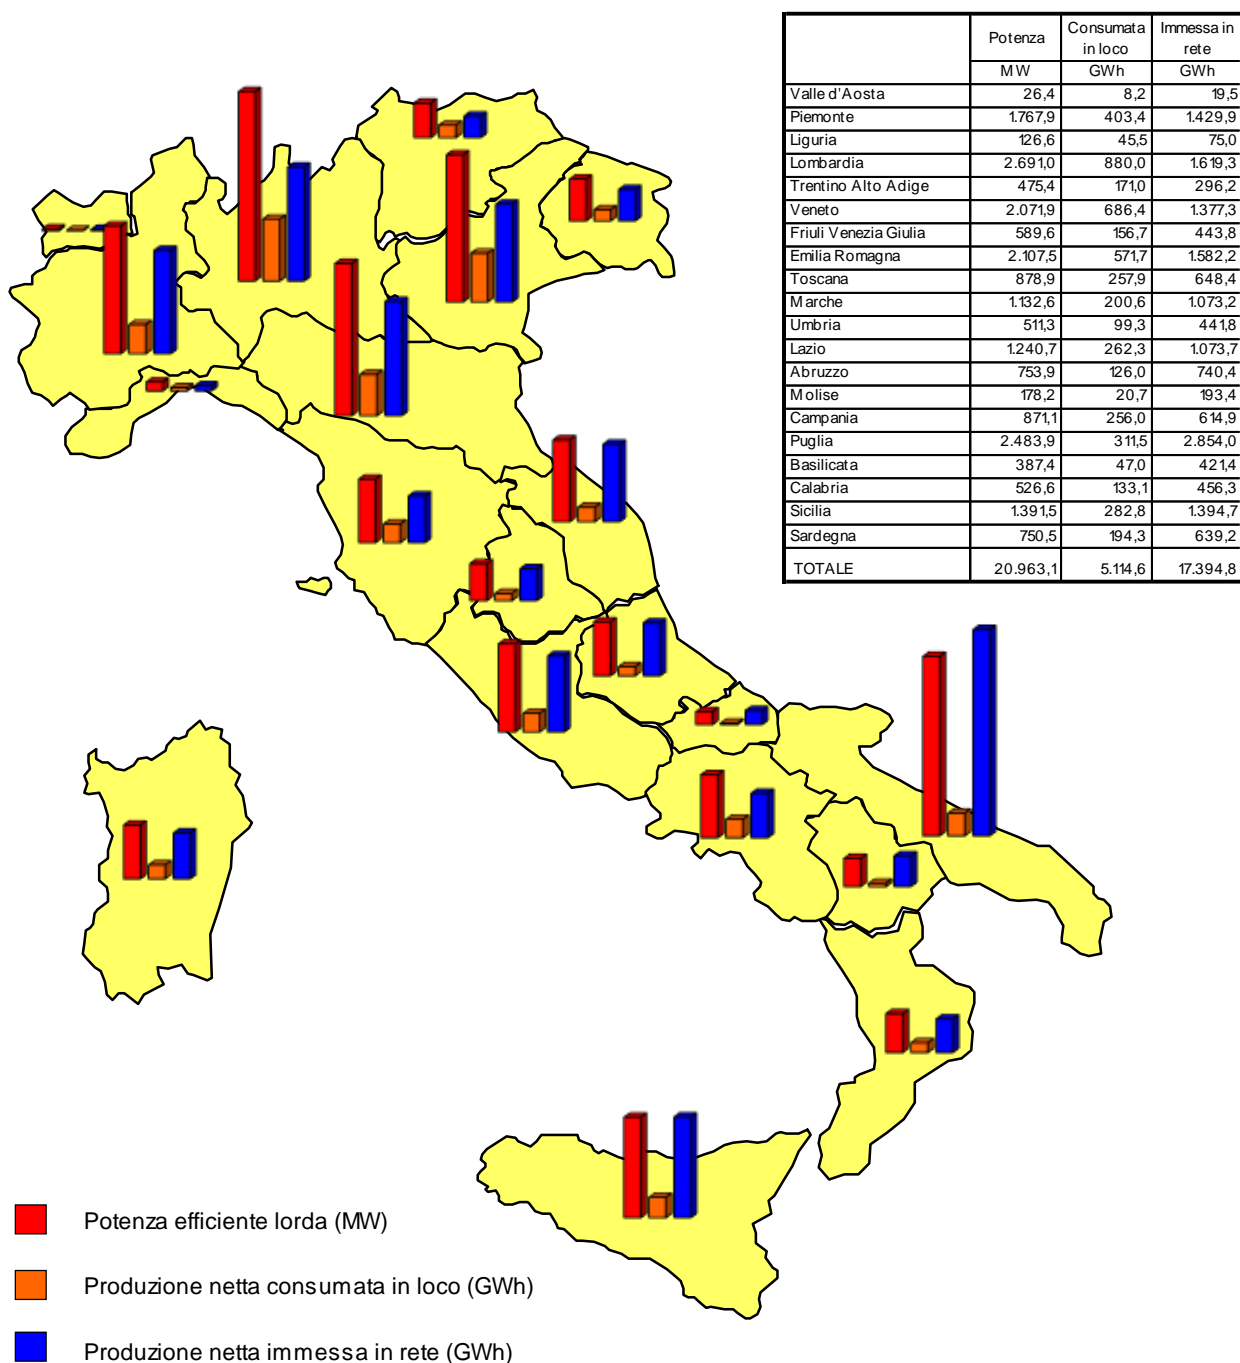 Potenza Consumata in loco Immessa in rete
MW GWh GWh
Valle d'Aosta 26,4 8,2 19,5
Piemonte 1.767,9 403,4 1.429,9
Liguria 126,6 45,5 75,0
Lombardia 2.691,0 880,0 1.619,3
Trentino Alto Adige 475,4 171,0 296,2
Veneto 2.071,9 686,4 1.377,3
Friuli Venezia Giulia 589,6 156,7 443,8
Emilia Romagna 2.107,5 571,7 1.582,2
Toscana 878,9 257,9 648,4
Marche 1.132,6 200,6 1.073,2
Umbria 511,3 99,3 441,8
Lazio 1.240,7 262,3 1.073,7
Abruzzo 753,9 126,0 740,4
Molise 178,2 20,7 193,4
Campania 871,1 256,0 614,9
Puglia 2.483,9 311,5 2.854,0
Basilicata 387,4 47,0 421,4
Calabria 526,6 133,1 456,3
Sicilia 1.391,5 282,8 1.394,7
Sardegna 750,5 194,3 639,2
TOTALE 20.963,1 5.114,6 17.394,8
Potenza efficiente lorda (MW)
Produzione netta consumata in loco (GWh)
Produzione netta immessa in rete (GWh)